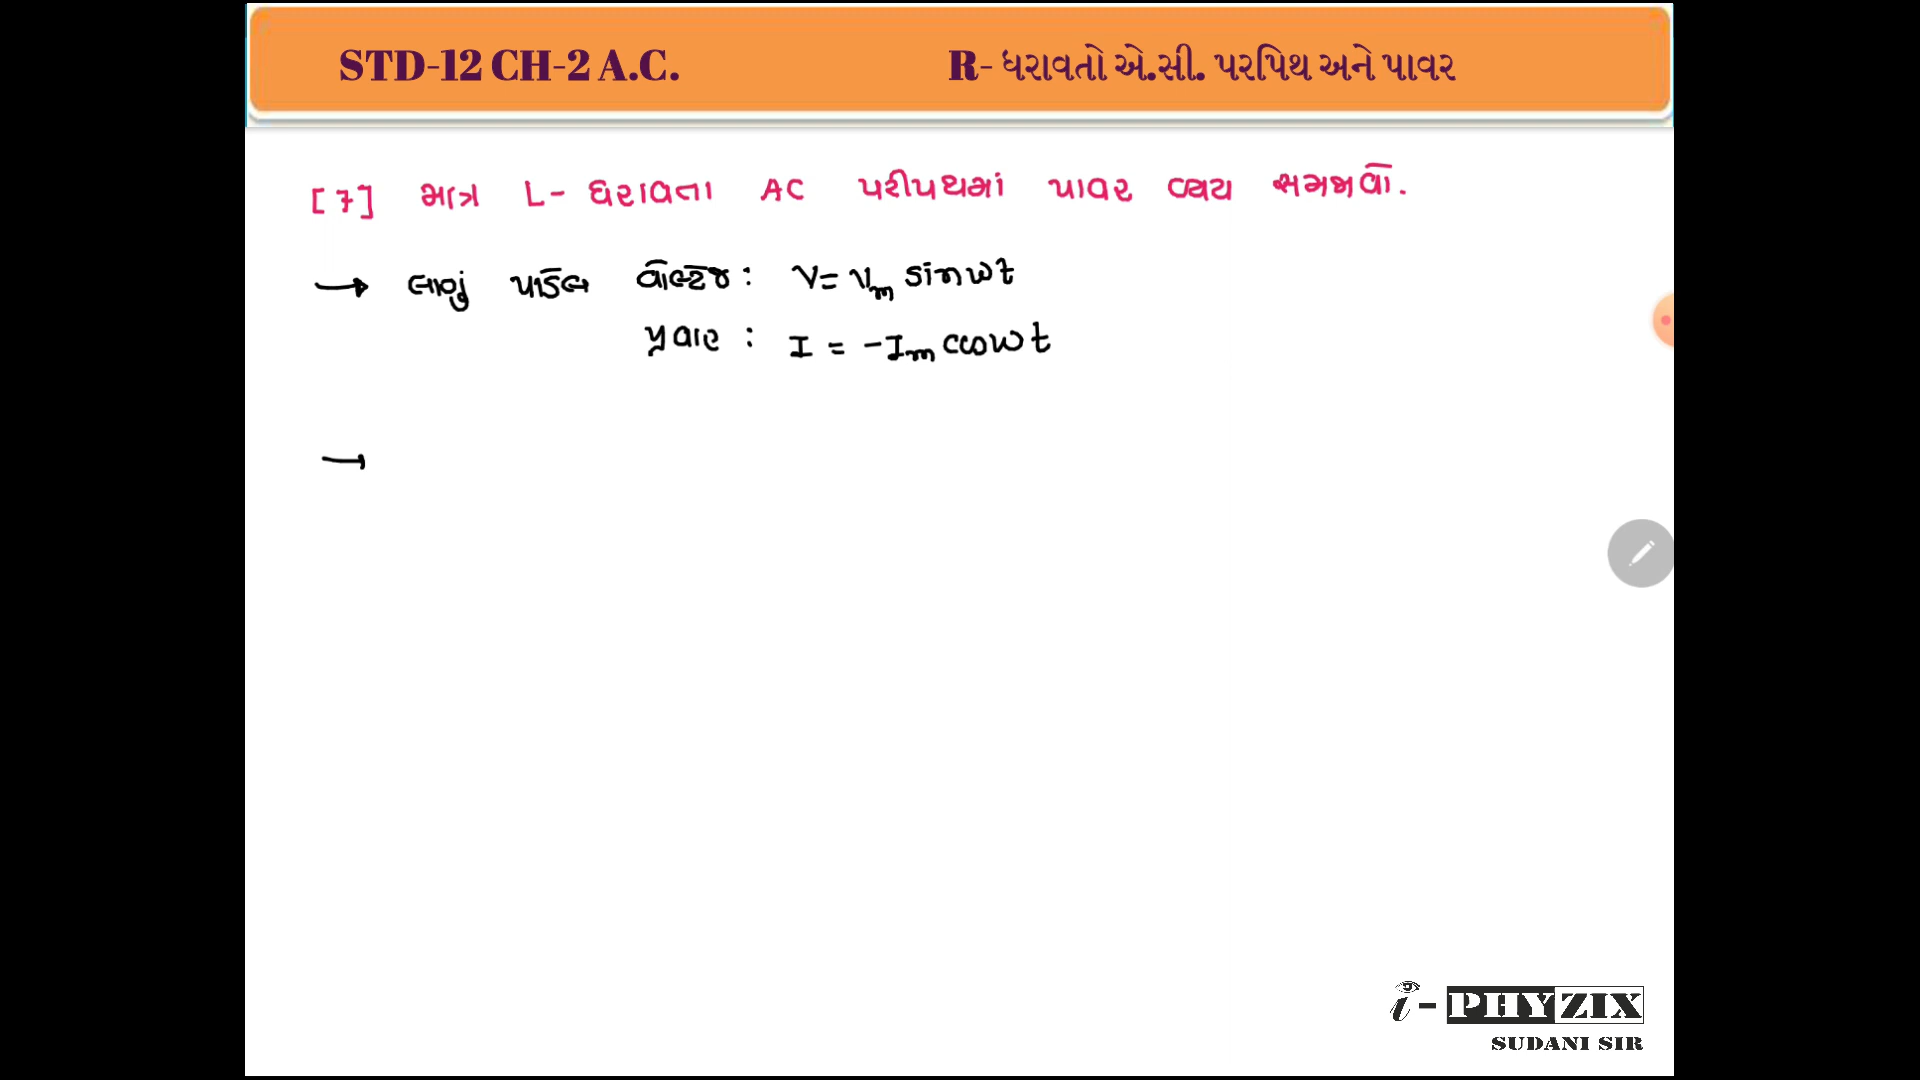 STD-12 CH-2 A.C. R- ધરાવતો એ.સી. પરપિથ અને પાવર
[7] માત્ર L- ધરાવતા AC પરીપથમાં પાવર વ્યય સમજાવો.
→ લાગુ પાડેલ વોલ્ટેજ : V = Vm sinωt
પ્રવાહ : I = -Im cosωt
i-PHYZIX
SUDANI SIR